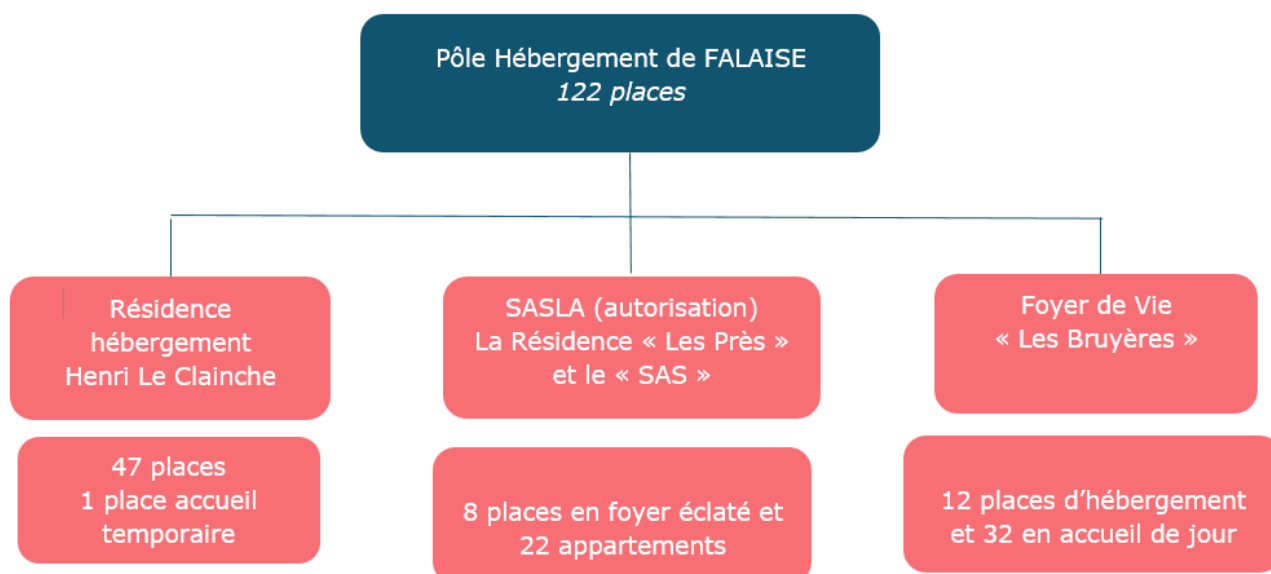 Pôle Hébergement de FALAISE
122 places
Résidence
hébergement
Henri Le Clainche
SASLA (autorisation)
La Résidence « Les Près »
et le « SAS »
Foyer de Vie
« Les Bruyères »
47 places
1 place accueil
temporaire
8 places en foyer éclaté et
22 appartements
12 places d’hébergement
et 32 en accueil de jour